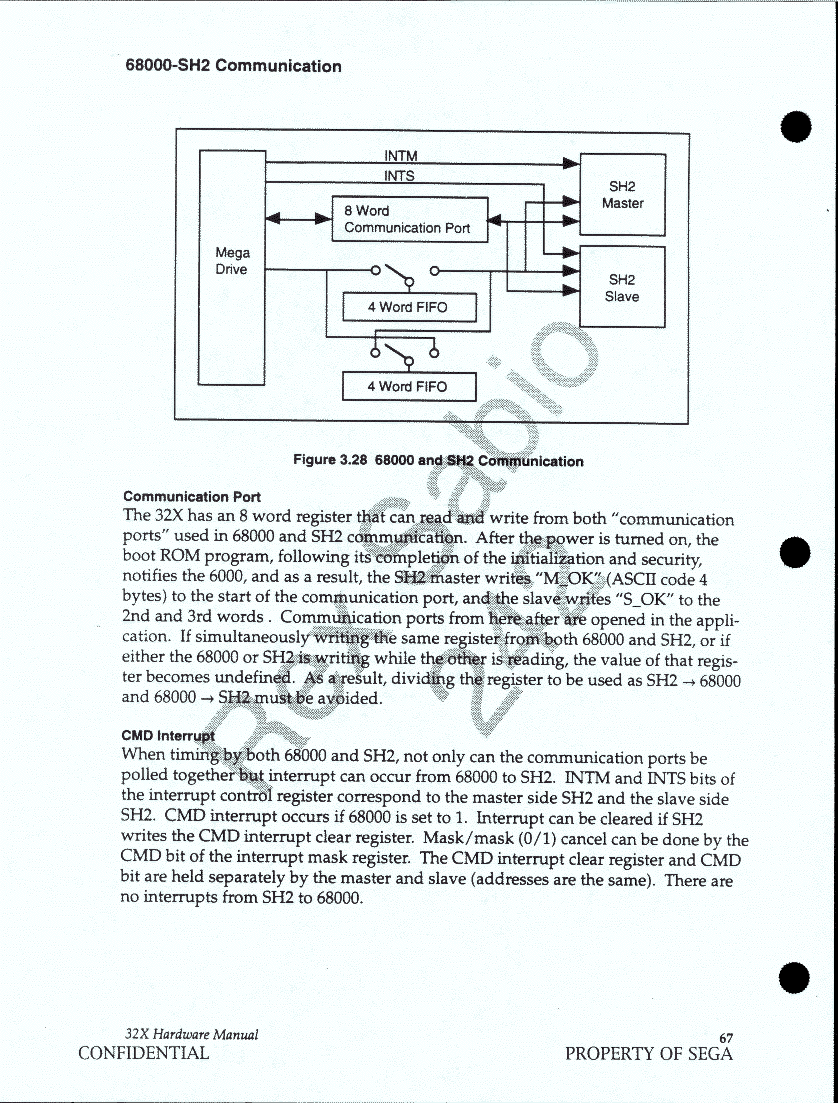 68000-SH2 Communication
INTM
INTS
SH2
Master
8 Word
Communication Port
Mega
Drive
SH2
Slave
4 Word FIFO
4 Word FIFO
Figure 3.28 68000 and SH2 Communication
Communication Port
The 32X has an 8 word register that can read and write from both "communication
ports" used in 68000 and SH2 communication. After the power is turned on, the
boot ROM program, following its completion of the initialization and security,
notifies the 6000, and as a result, the SH2 master writes "M_OK" (ASCII code 4
bytes) to the start of the communication port, and the slave writes "S_OK" to the
2nd and 3rd words . Communication ports from here after are opened in the appli-
cation. If simultaneously writing the same register from both 68000 and SH2, or if
either the 68000 or SH2 is writing while the other is reading, the value of that regis-
ter becomes undefined. As a result, dividing the register to be used as SH2 → 68000
and 68000 → SH2 must be avoided.
CMD Interrupt
When timing by both 68000 and SH2, not only can the communication ports be
polled together but interrupt can occur from 68000 to SH2. INTM and INTS bits of
the interrupt control register correspond to the master side SH2 and the slave side
SH2. CMD interrupt occurs if 68000 is set to 1. Interrupt can be cleared if SH2
writes the CMD interrupt clear register. Mask/mask (0/1) cancel can be done by the
CMD bit of the interrupt mask register. The CMD interrupt clear register and CMD
bit are held separately by the master and slave (addresses are the same). There are
no interrupts from SH2 to 68000.
Rex Sabio
242
32X Hardware Manual
67
CONFIDENTIAL
PROPERTY OF SEGA